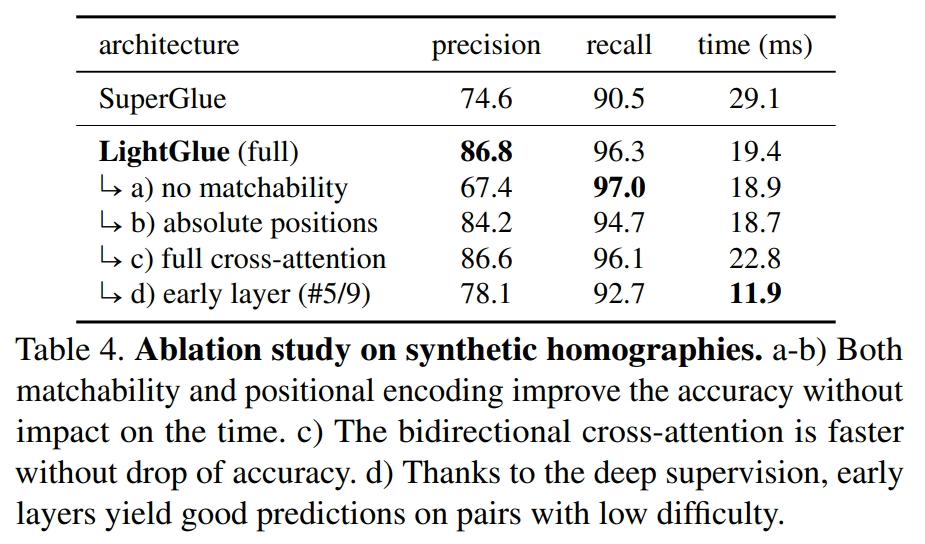 architecture precision recall time (ms)
SuperGlue 74.6 90.5 29.1
LightGlue (full) 86.8 96.3 19.4
↳ a) no matchability 67.4 97.0 18.9
↳ b) absolute positions 84.2 94.7 18.7
↳ c) full cross-attention 86.6 96.1 22.8
↳ d) early layer (#5/9) 78.1 92.7 11.9
Table 4. Ablation study on synthetic homographies. a-b) Both
matchability and positional encoding improve the accuracy without
impact on the time. c) The bidirectional cross-attention is faster
without drop of accuracy. d) Thanks to the deep supervision, early
layers yield good predictions on pairs with low difficulty.